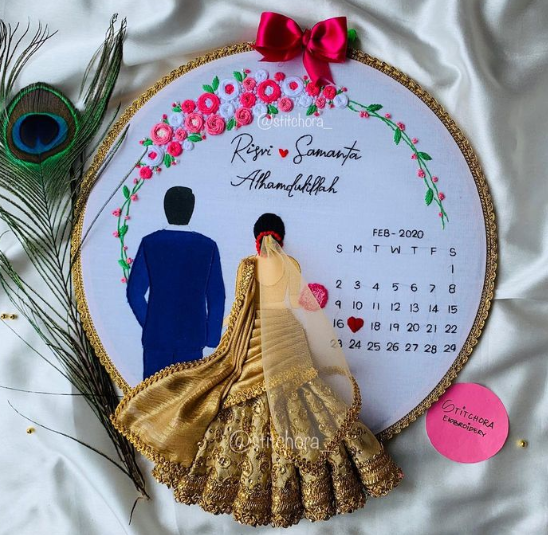 @stitchora_
Rizvi Samanta
Alhamdulillah
FEB-2020
S M T W T F S
1
2 3 4 5 6 7 8
9 10 11 12 13 14 15
16 18 19 20 21 22
23 24 25 26 27 28 29
@stitchora_
STITCHORA
EMBROIDERY